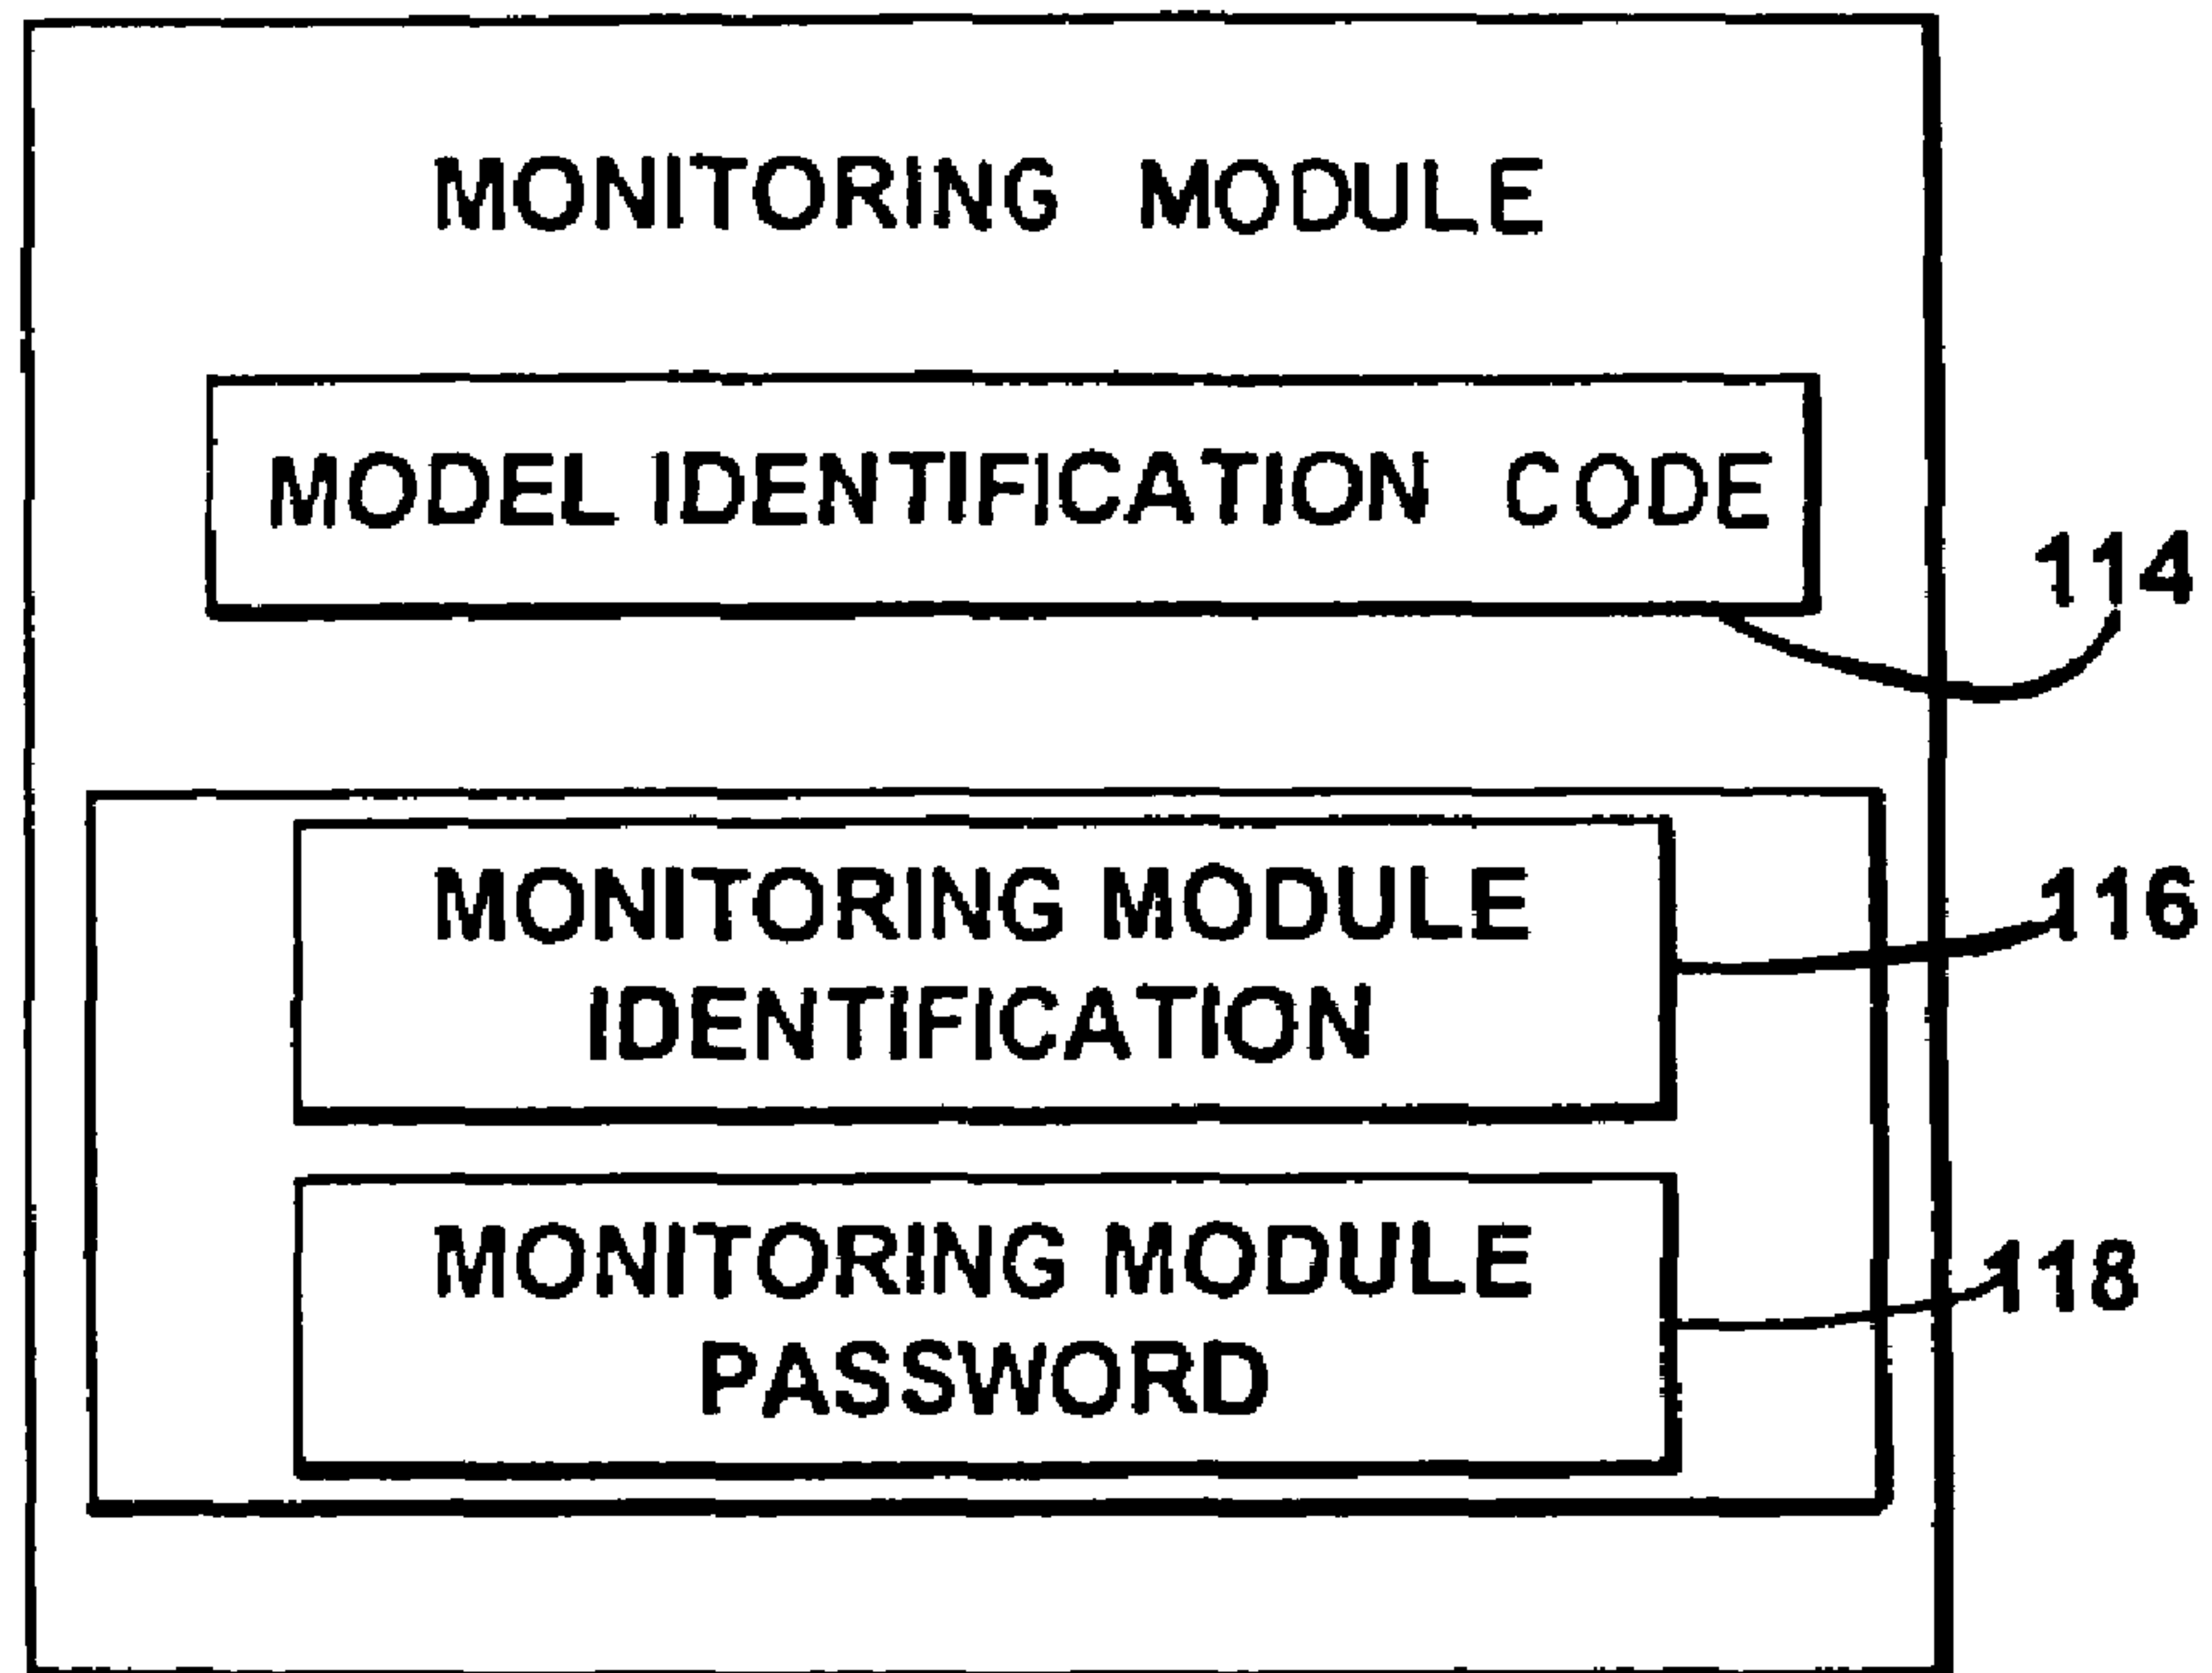 MONITORING MODULE
MODEL IDENTIFICATION CODE
114
MONITORING MODULE
IDENTIFICATION
116
MONITORING MODULE
PASSWORD
118